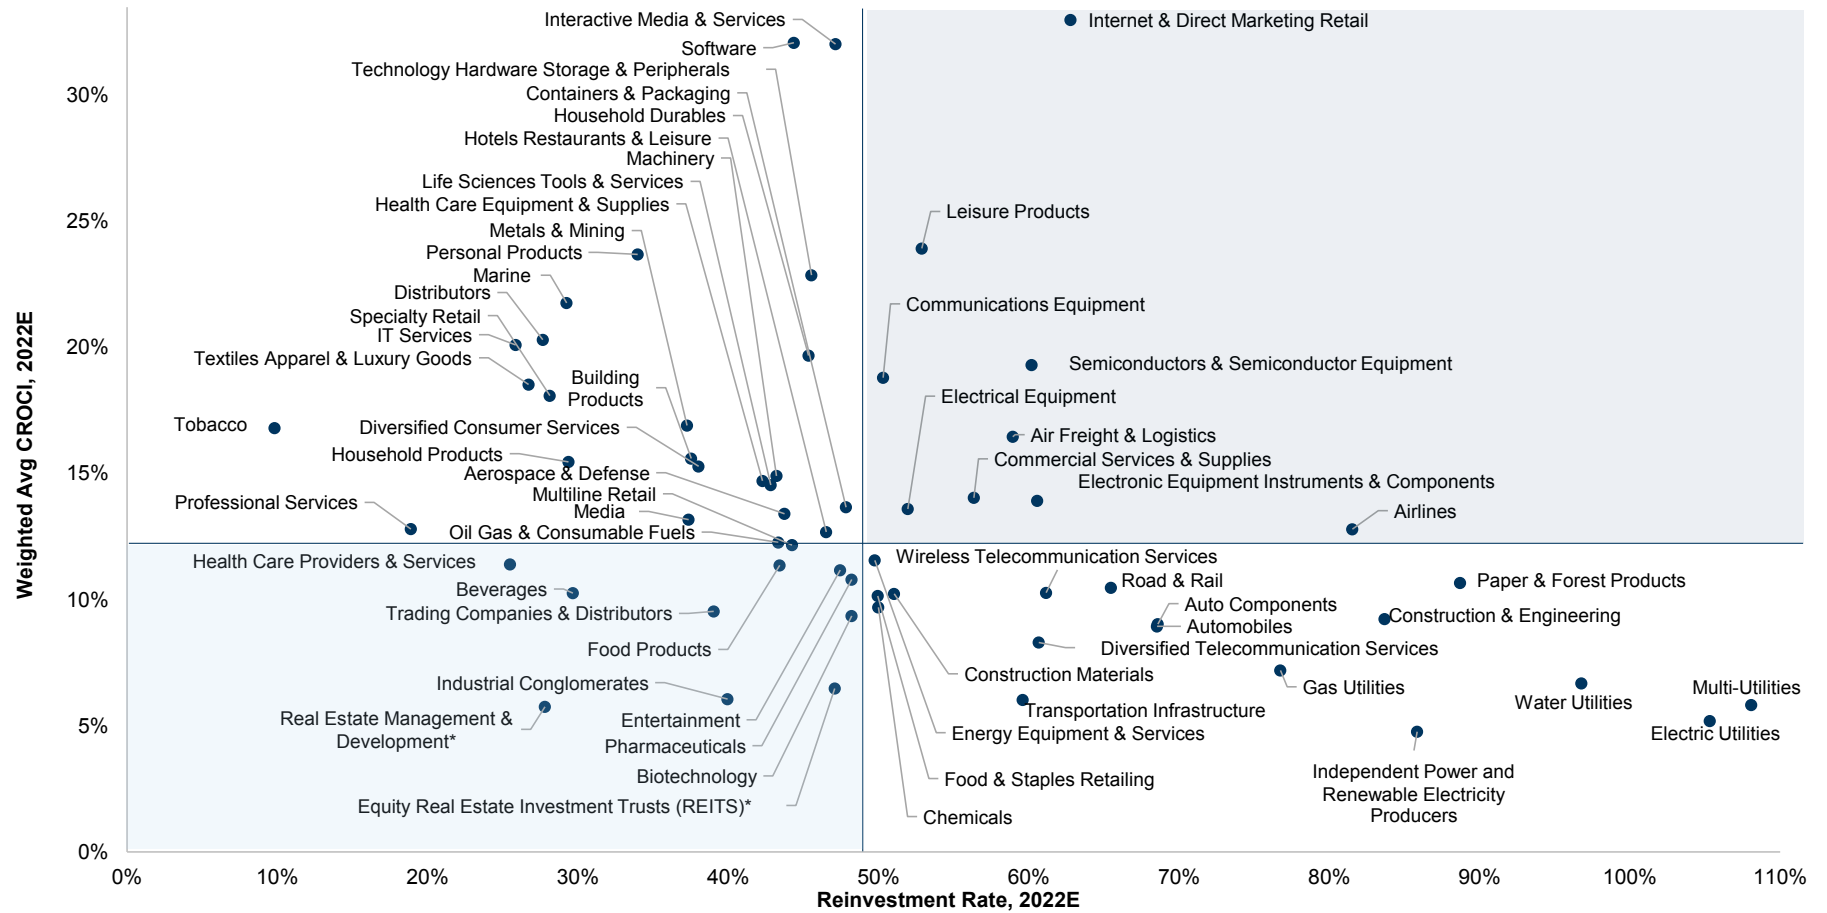 Interactive Media & Services
Internet & Direct Marketing Retail
Software
Technology Hardware Storage & Peripherals
Containers & Packaging
30%
Household Durables
Hotels Restaurants & Leisure
Machinery
Life Sciences Tools & Services
Health Care Equipment & Supplies
Leisure Products
25%
Metals & Mining
Personal Products
Marine
Distributors
Communications Equipment
Specialty Retail
IT Services
20%
Textiles Apparel & Luxury Goods
Semiconductors & Semiconductor Equipment
Building
Products
Electrical Equipment
Tobacco
Diversified Consumer Services
Air Freight & Logistics
Household Products
Commercial Services & Supplies
15%
Aerospace & Defense
Electronic Equipment Instruments & Components
Multiline Retail
Professional Services
Media
Airlines
Oil Gas & Consumable Fuels
Weighted Avg CROCI, 2022E
Health Care Providers & Services
Wireless Telecommunication Services
Road & Rail
Paper & Forest Products
Beverages
10%
Auto Components
Trading Companies & Distributors
Construction & Engineering
Automobiles
Food Products
Diversified Telecommunication Services
Construction Materials
Industrial Conglomerates
Gas Utilities
Multi-Utilities
Water Utilities
Real Estate Management &
Development*
Entertainment
Transportation Infrastructure
5%
Energy Equipment & Services
Electric Utilities
Pharmaceuticals
Biotechnology
Food & Staples Retailing
Independent Power and
Renewable Electricity
Producers
Equity Real Estate Investment Trusts (REITS)*
Chemicals
0%
0%
10%
20%
30%
40%
50%
60%
70%
80%
90%
100%
110%
Reinvestment Rate, 2022E